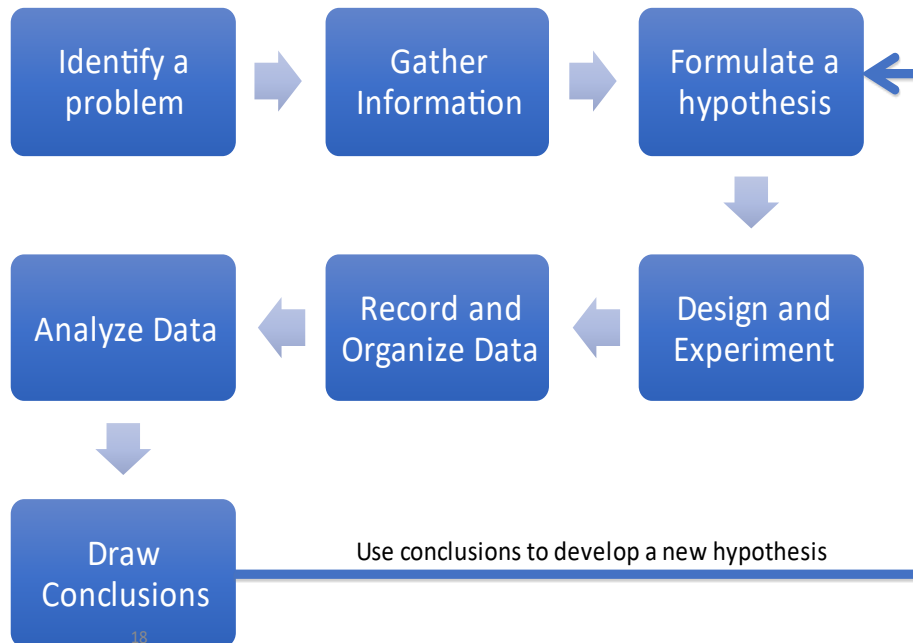 Identify a
problem
Gather
Information
Formulate a
hypothesis
Design and
Experiment
Record and
Organize Data
Analyze Data
Draw
Conclusions
Use conclusions to develop a new hypothesis
18